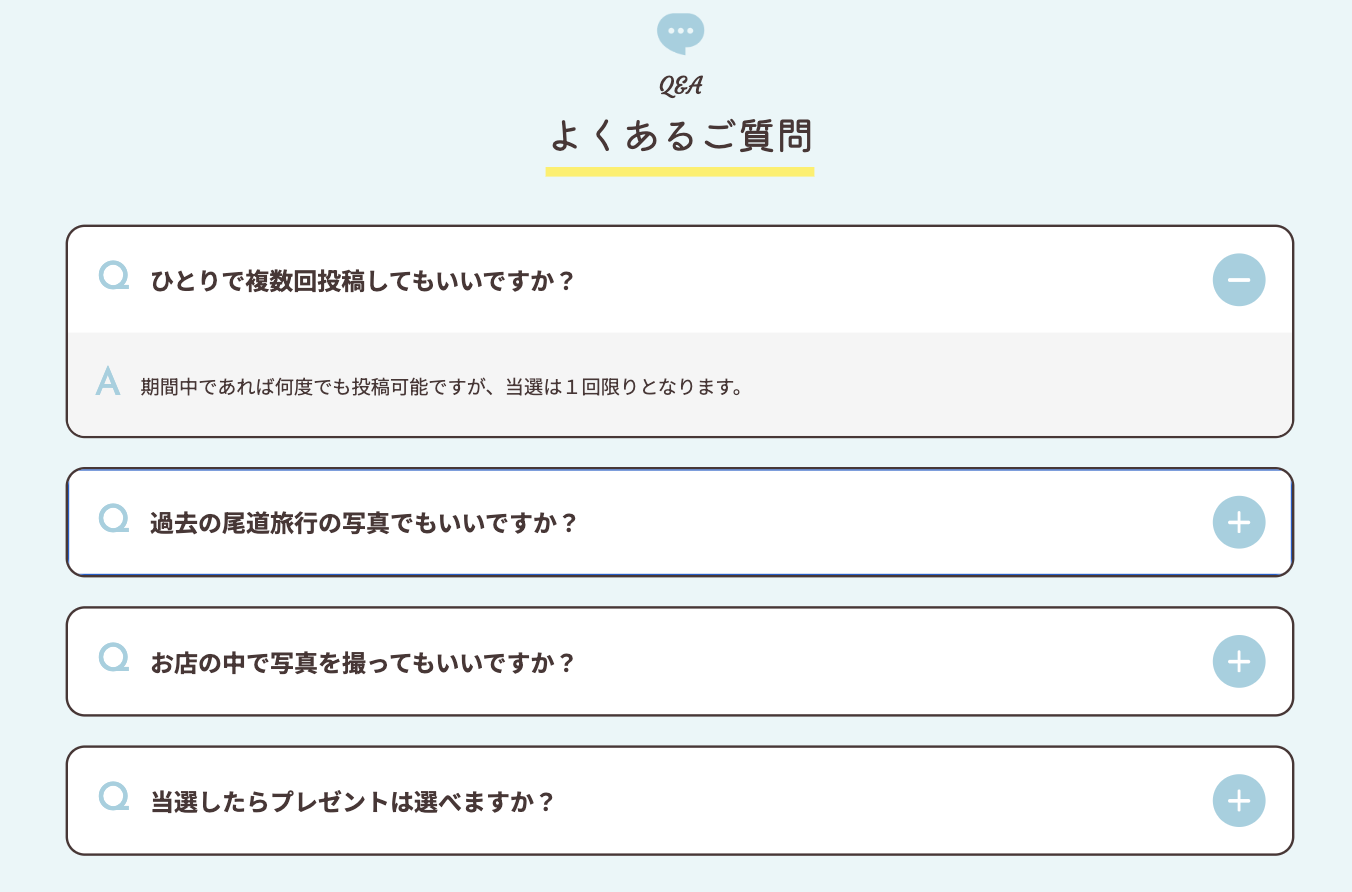 Q&A
よくあるご質問
Q ひとりで複数回投稿してもいいですか？
A 期間中であれば何度でも投稿可能ですが、当選は１回限りとなります。
Q 過去の尾道旅行の写真でもいいですか？
Q お店の中で写真を撮ってもいいですか？
Q 当選したらプレゼントは選べますか？